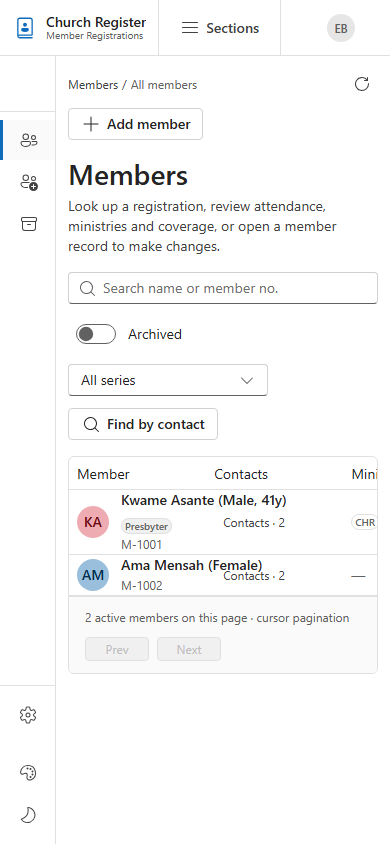 Church Register
Member Registrations
Sections
EB
Members / All members
Add member
Members
Look up a registration, review attendance,
ministries and coverage, or open a member
record to make changes.
Search name or member no.
Archived
All series
Find by contact
Member Contacts Mini
KA Kwame Asante (Male, 41y)
Presbyter Contacts · 2 CHR
M-1001
AM Ama Mensah (Female)
Contacts · 2 —
M-1002
2 active members on this page · cursor pagination
Prev Next